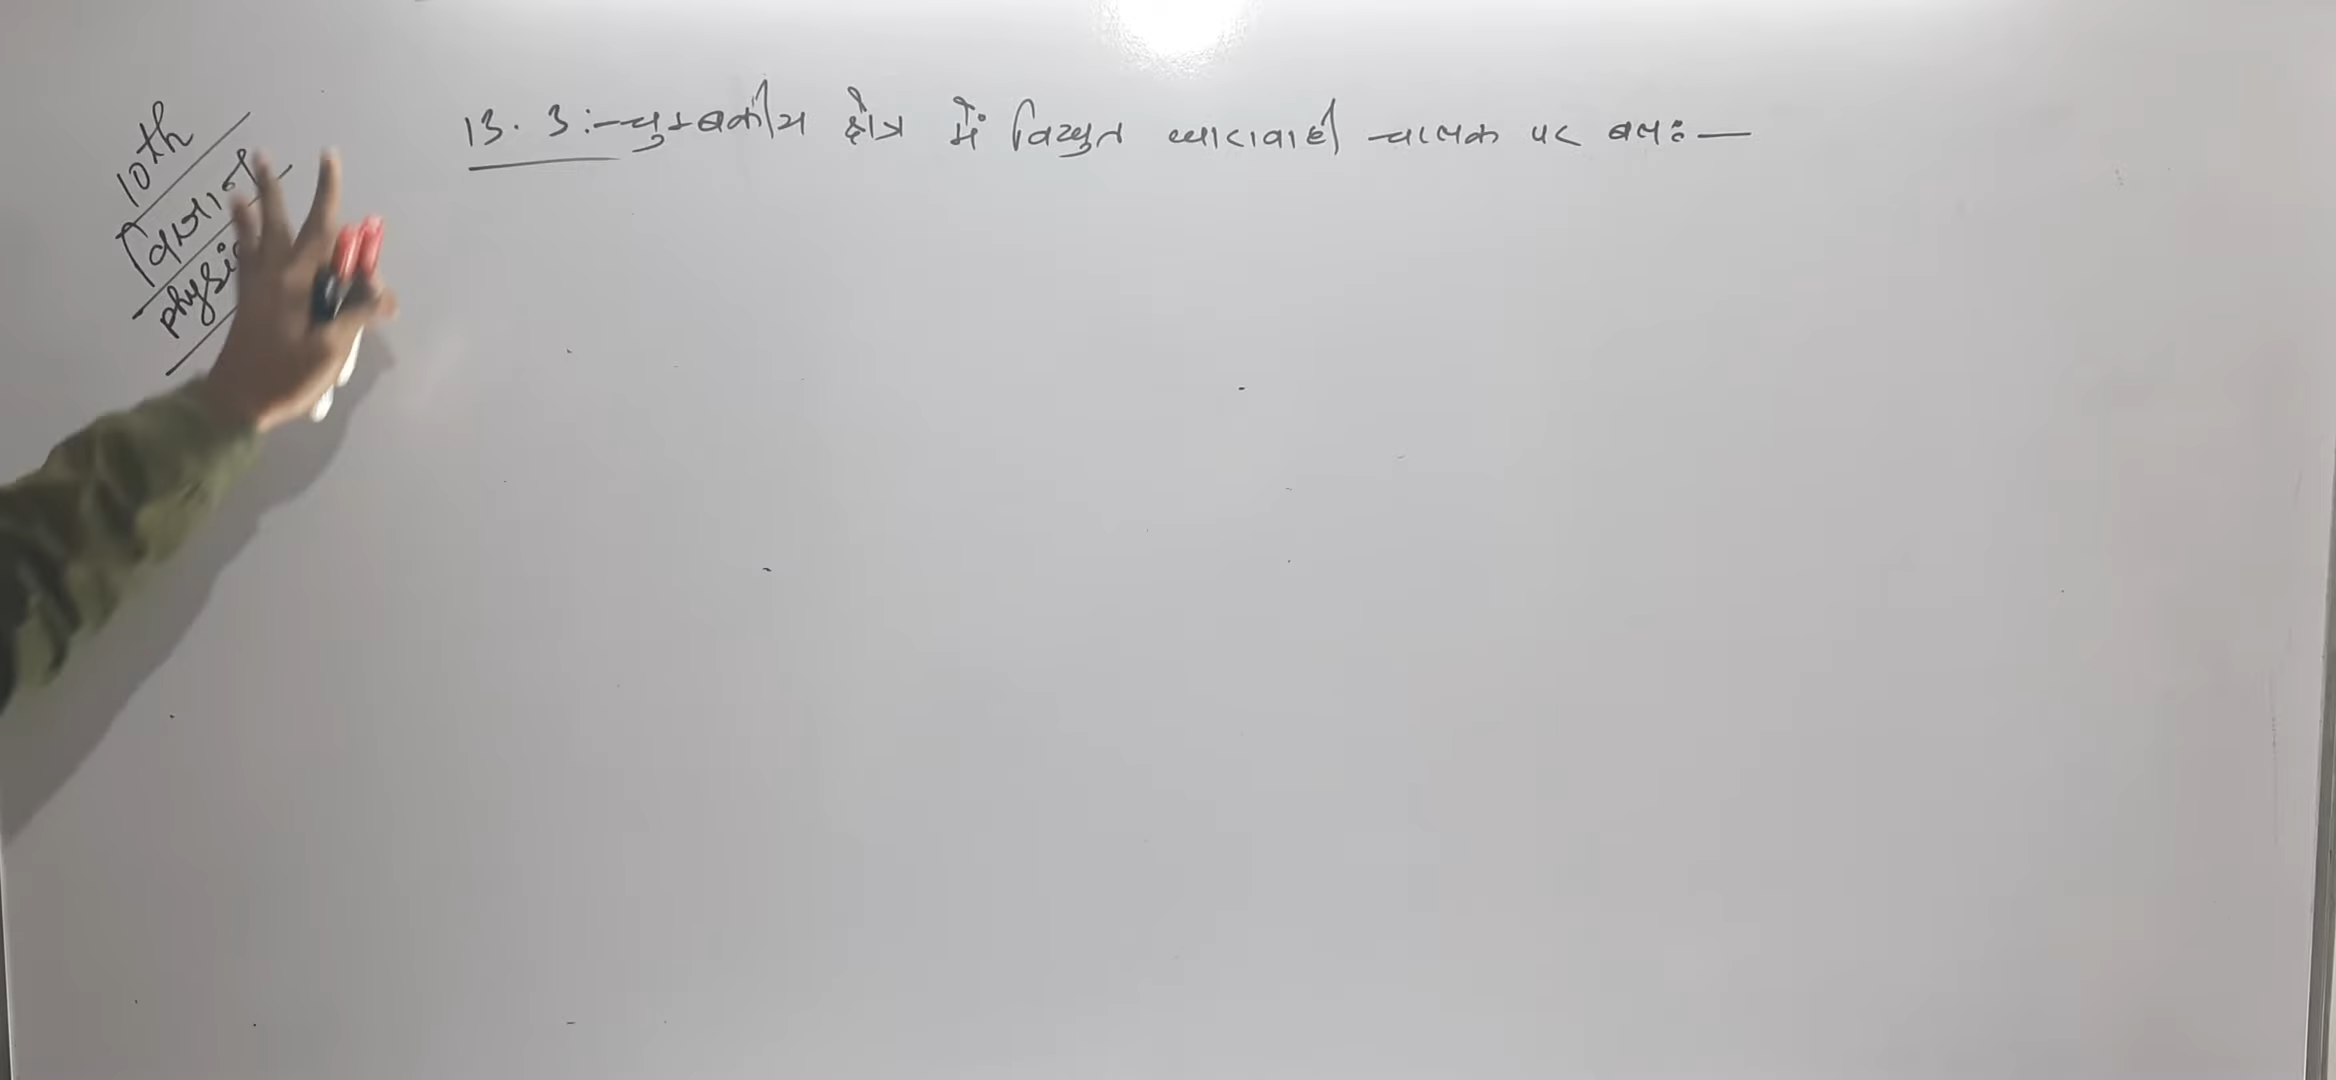 10th
विज्ञान
physi
13.3:- चुम्बकीय क्षेत्र में विद्युत धारावाही चालक पर बल:—